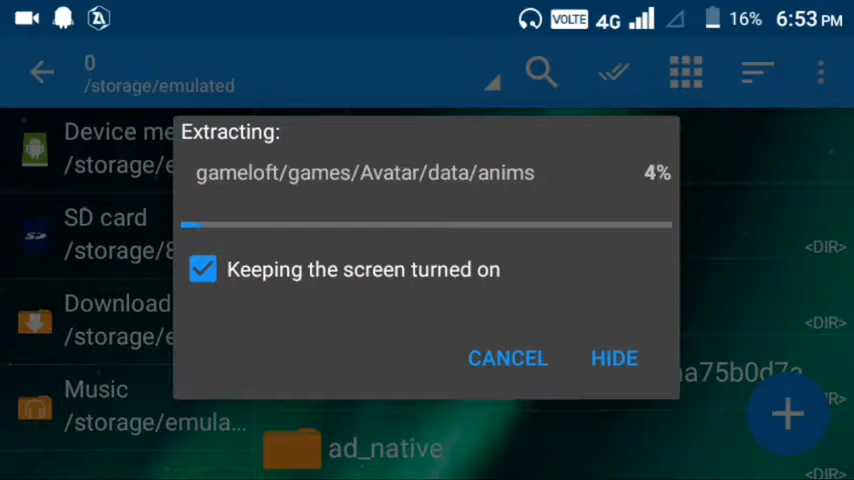 VOLTE 4G 16% 6:53 PM
0
/storage/emulated
Extracting:
gameloft/games/Avatar/data/anims 4%
Keeping the screen turned on
CANCEL HIDE
Device me
/storage/e
SD card
/storage/8
<DIR>
Download
/storage/e
<DIR>
Music
/storage/emula...
aa75b0d7a
ad_native
<DIR>